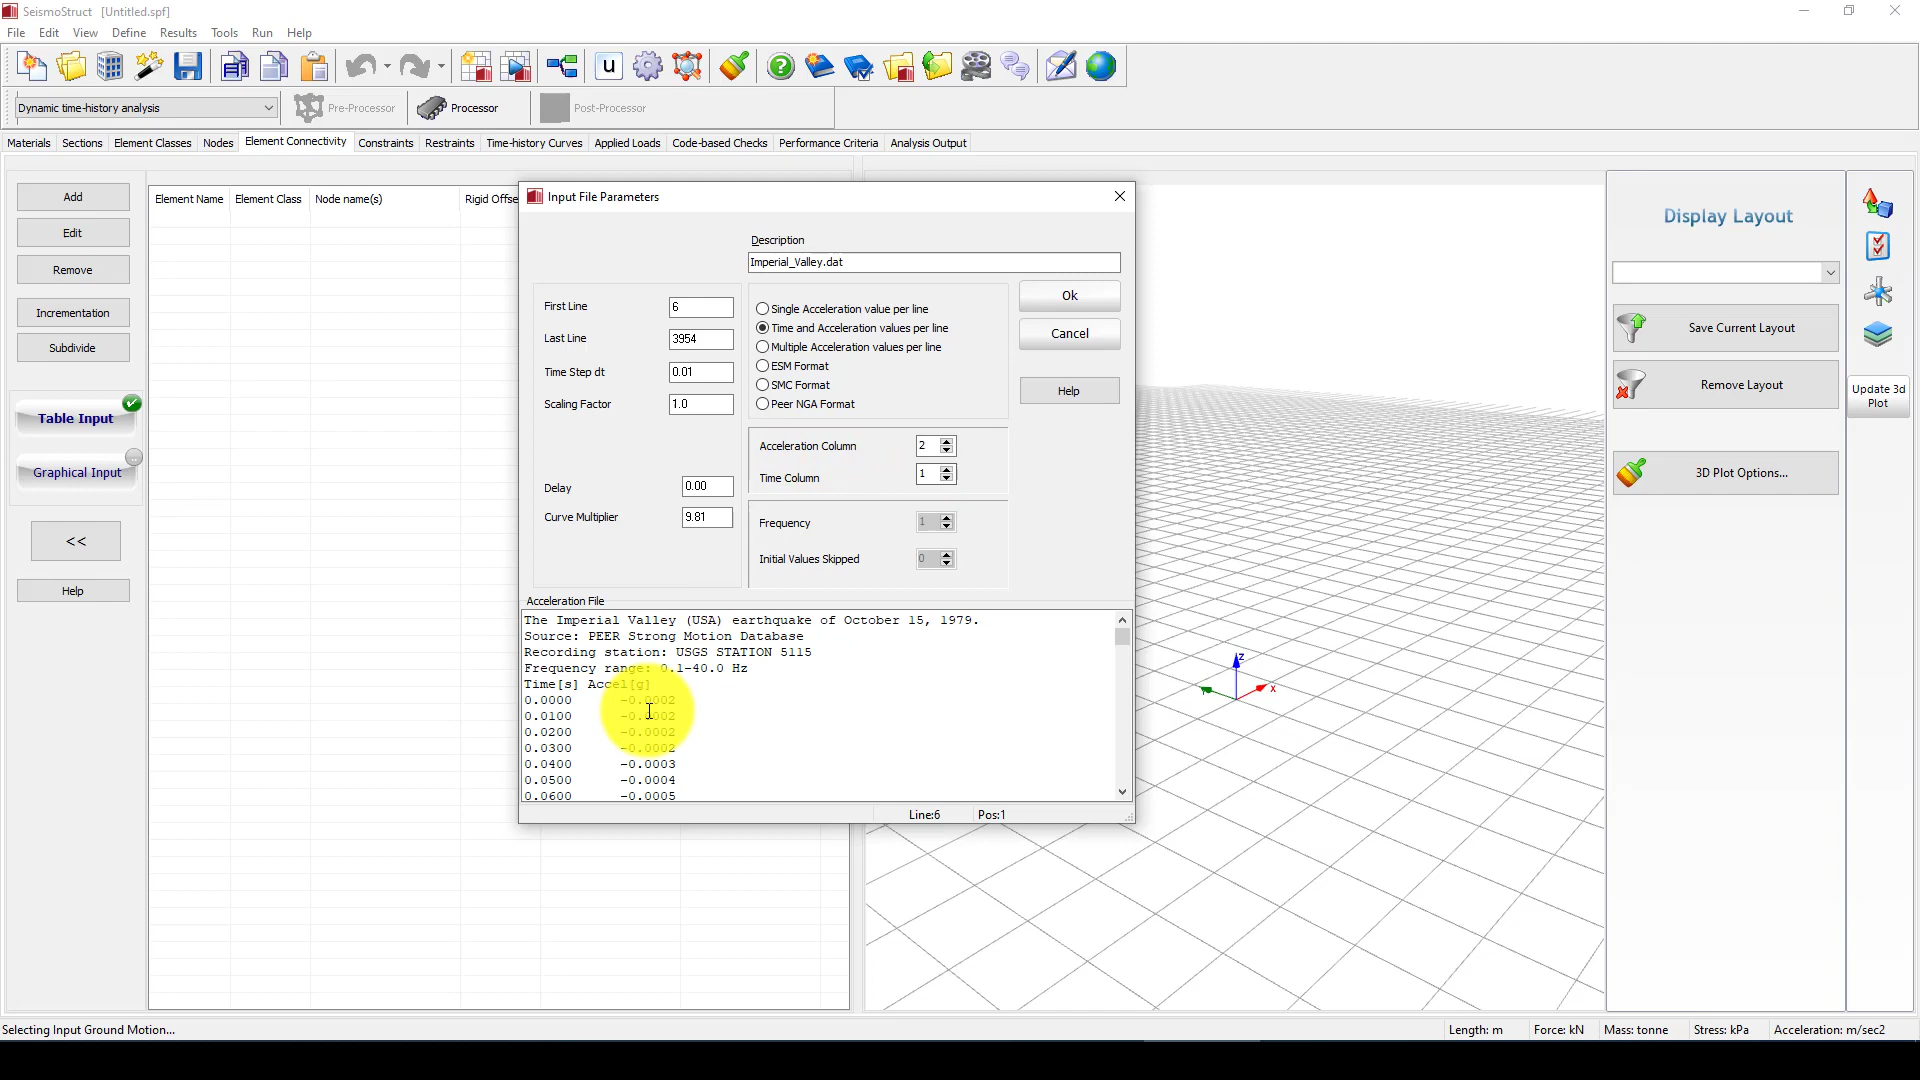 SeismoStruct [Untitled.spf]
File Edit View Define Results Tools Run Help
u
Dynamic time-history analysis
Pre-Processor
Processor
Post-Processor
Materials Sections Element Classes Nodes Element Connectivity Constraints Restraints Time-history Curves Applied Loads Code-based Checks Performance Criteria Analysis Output
Add
Edit
Remove
Incrementation
Subdivide
Table Input
Graphical Input
<<
Help
Element Name Element Class Node name(s) Rigid Offse
Input File Parameters
Description
Imperial_Valley.dat
First Line 6
Last Line 3954
Time Step dt 0.01
Scaling Factor 1.0
Delay 0.00
Curve Multiplier 9.81
Single Acceleration value per line
Time and Acceleration values per line
Multiple Acceleration values per line
ESM Format
SMC Format
Peer NGA Format
Ok
Cancel
Help
Acceleration Column 2
Time Column 1
Frequency 1
Initial Values Skipped 0
Acceleration File
The Imperial Valley (USA) earthquake of October 15, 1979.
Source: PEER Strong Motion Database
Recording station: USGS STATION 5115
Frequency range: 0.1-40.0 Hz
Time[s] Accel[g]
0.0000 -0.0002
0.0100 -0.0002
0.0200 -0.0002
0.0300 -0.0002
0.0400 -0.0003
0.0500 -0.0004
0.0600 -0.0005
Line:6 Pos:1
z
x
Display Layout
Save Current Layout
Remove Layout
3D Plot Options...
Update 3d
Plot
Selecting Input Ground Motion...
Length: m Force: kN Mass: tonne Stress: kPa Acceleration: m/sec2